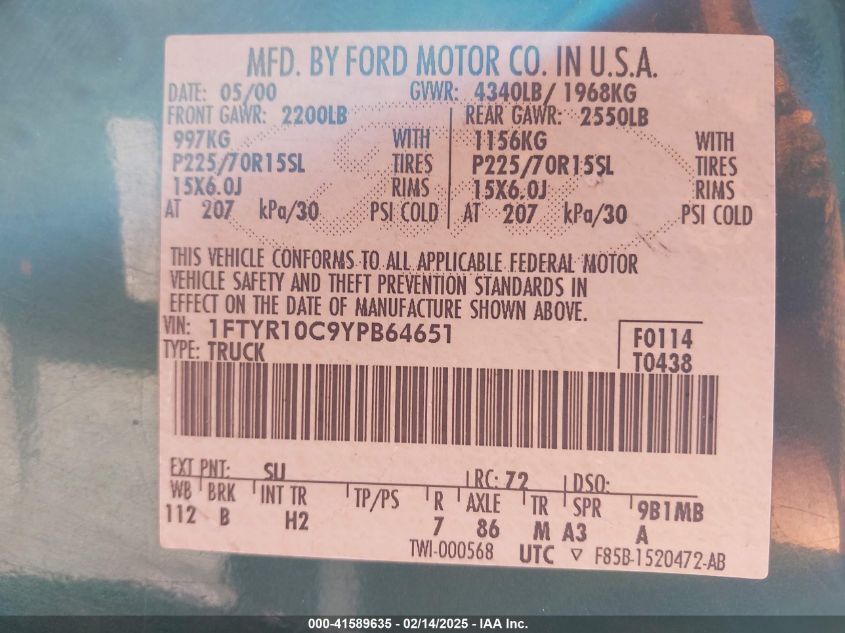 MFD. BY FORD MOTOR CO. IN U.S.A.
DATE: 05/00 GVWR: 4340LB/ 1968KG
FRONT GAWR: 2200LB REAR GAWR: 2550LB
997KG WITH 1156KG WITH
P225/70R15SL TIRES P225/70R15SL TIRES
15X6.0J RIMS 15X6.0J RIMS
AT 207 kPa/30 PSI COLD AT 207 kPa/30 PSI COLD
THIS VEHICLE CONFORMS TO ALL APPLICABLE FEDERAL MOTOR
VEHICLE SAFETY AND THEFT PREVENTION STANDARDS IN
EFFECT ON THE DATE OF MANUFACTURE SHOWN ABOVE.
VIN: 1FTYR10C9YPB64651 F0114
TYPE: TRUCK T0438
EXT PNT: SU RC: 72 DSO:
WB BRK INT TR TP/PS R AXLE TR SPR 9B1MB
112 B H2 7 86 M A3 A
TWI-000568 UTC ▽ F85B-1520472-AB
000-41589635 - 02/14/2025 - IAA Inc.